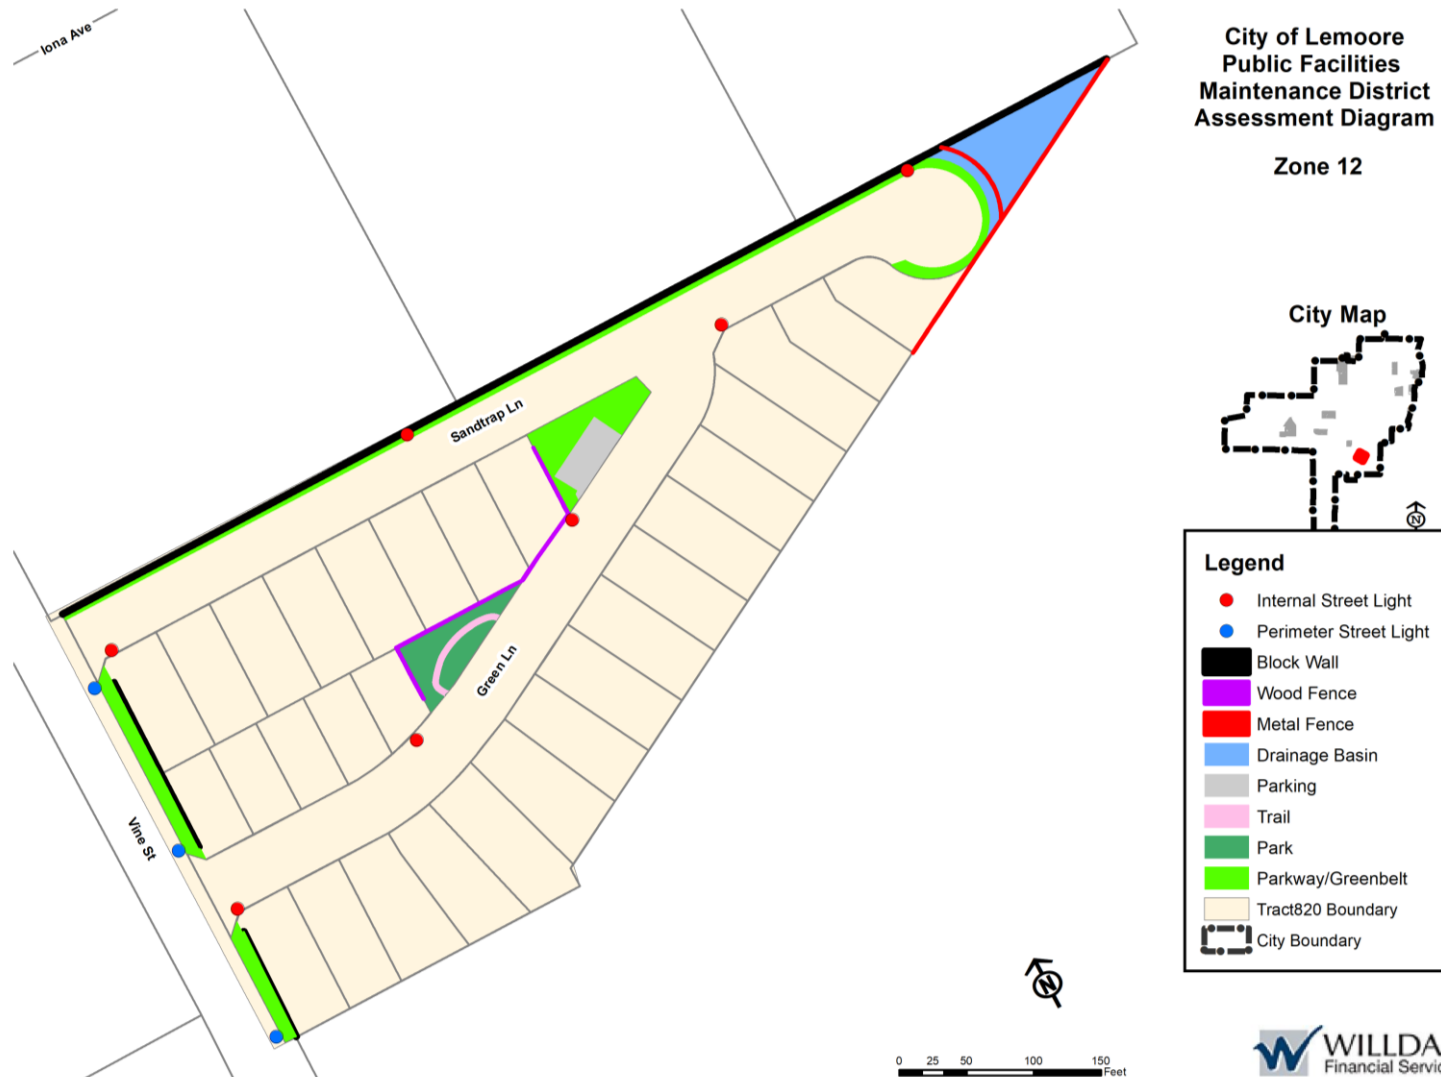 Iona Ave
City of Lemoore
Public Facilities
Maintenance District
Assessment Diagram
Zone 12
City Map
N
Sandtrap Ln
Green Ln
Vine St
Legend
Internal Street Light
Perimeter Street Light
Block Wall
Wood Fence
Metal Fence
Drainage Basin
Parking
Trail
Park
Parkway/Greenbelt
Tract820 Boundary
City Boundary
N
0 25 50 100 150
Feet
WILLDA
Financial Servic